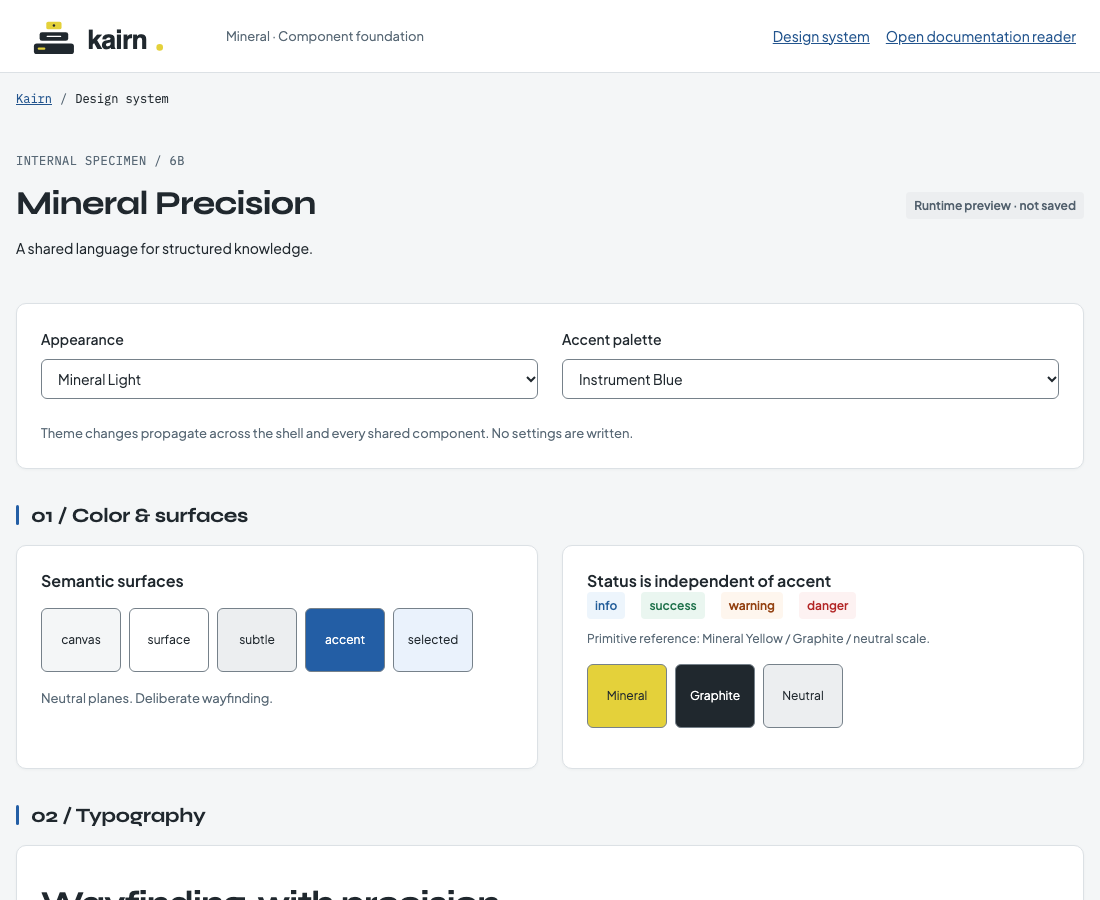 kairn .
Mineral · Component foundation
Design system
Open documentation reader
Kairn / Design system
INTERNAL SPECIMEN / 6B
Mineral Precision
Runtime preview · not saved
A shared language for structured knowledge.
Appearance
Accent palette
Mineral Light
Instrument Blue
Theme changes propagate across the shell and every shared component. No settings are written.
01 / Color & surfaces
Semantic surfaces
canvas
surface
subtle
accent
selected
Neutral planes. Deliberate wayfinding.
Status is independent of accent
info
success
warning
danger
Primitive reference: Mineral Yellow / Graphite / neutral scale.
Mineral
Graphite
Neutral
02 / Typography
Wayfinding, with precision